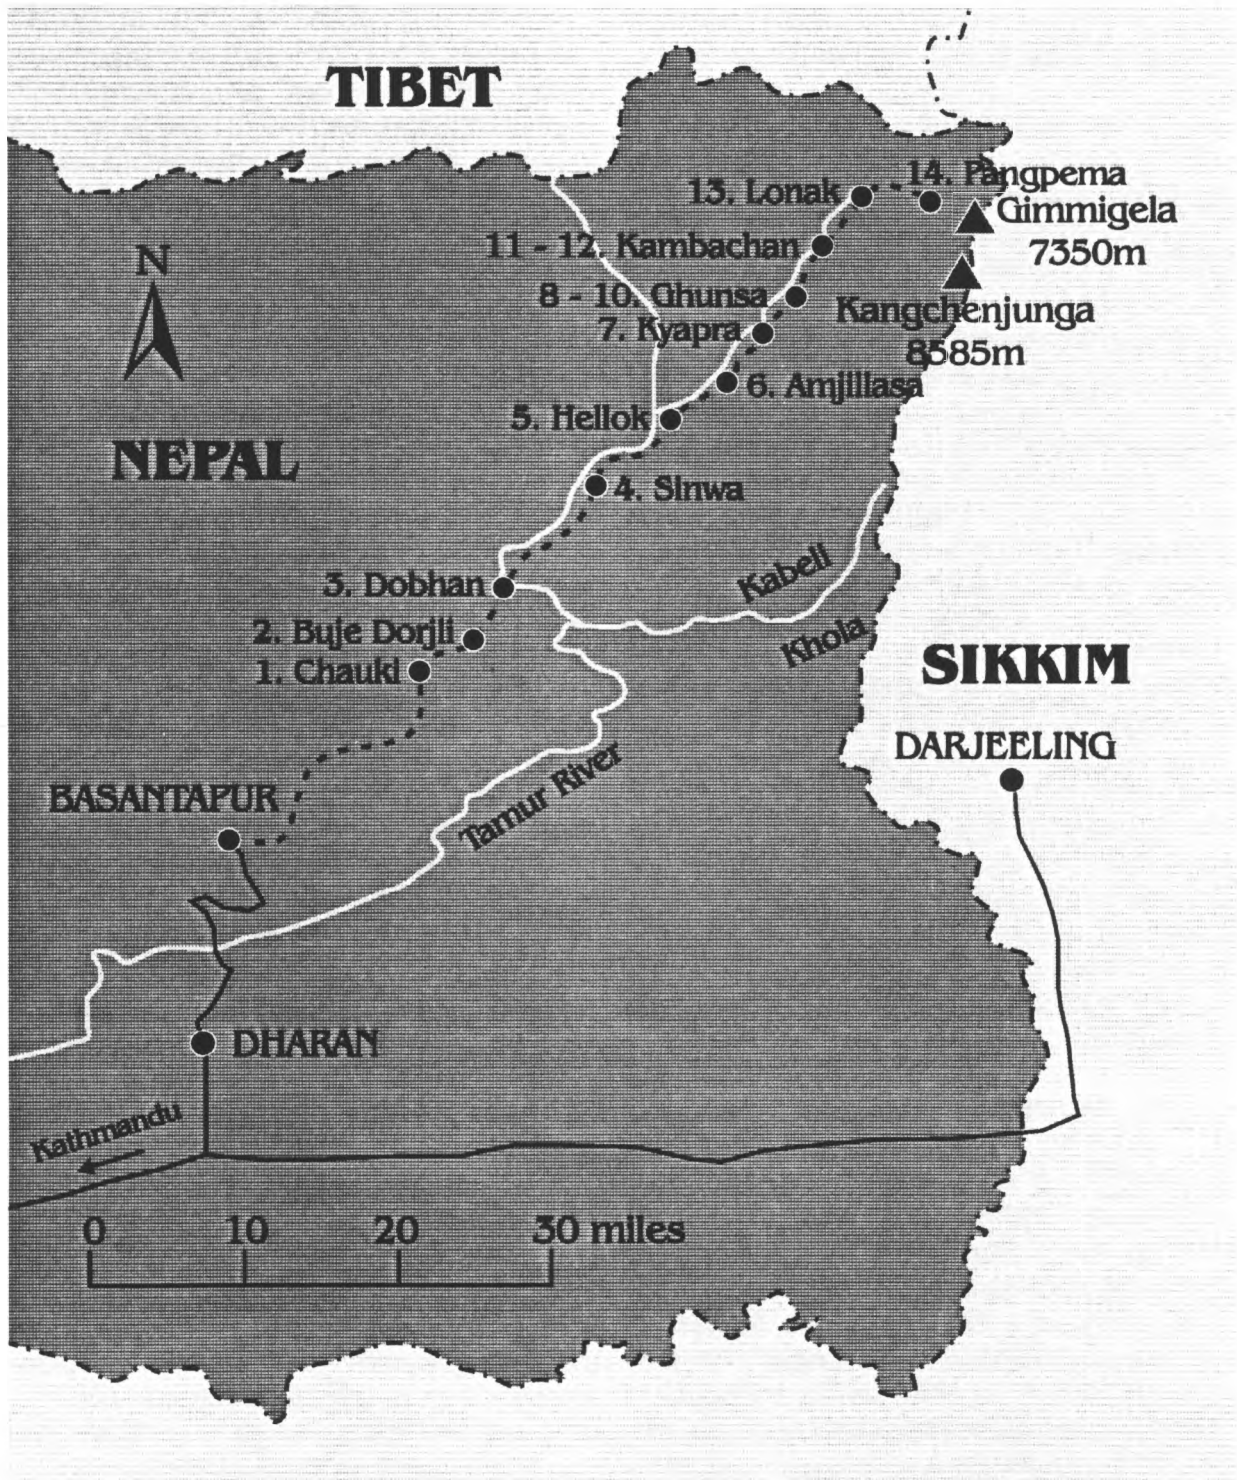 TIBET
14. Pangpema
13. Lonak
Gimmigela
7350m
N
11 - 12. Kambachan
8 - 10. Ghunsa
Kangchenjunga
8585m
7. Kyapra
6. Amjillasa
5. Hellok
NEPAL
4. Sinwa
Kabeli
Khola
3. Dobhan
2. Buje Dorjli
1. Chauki
SIKKIM
DARJEELING
BASANTAPUR
Tamur River
DHARAN
Kathmandu
0 10 20 30 miles